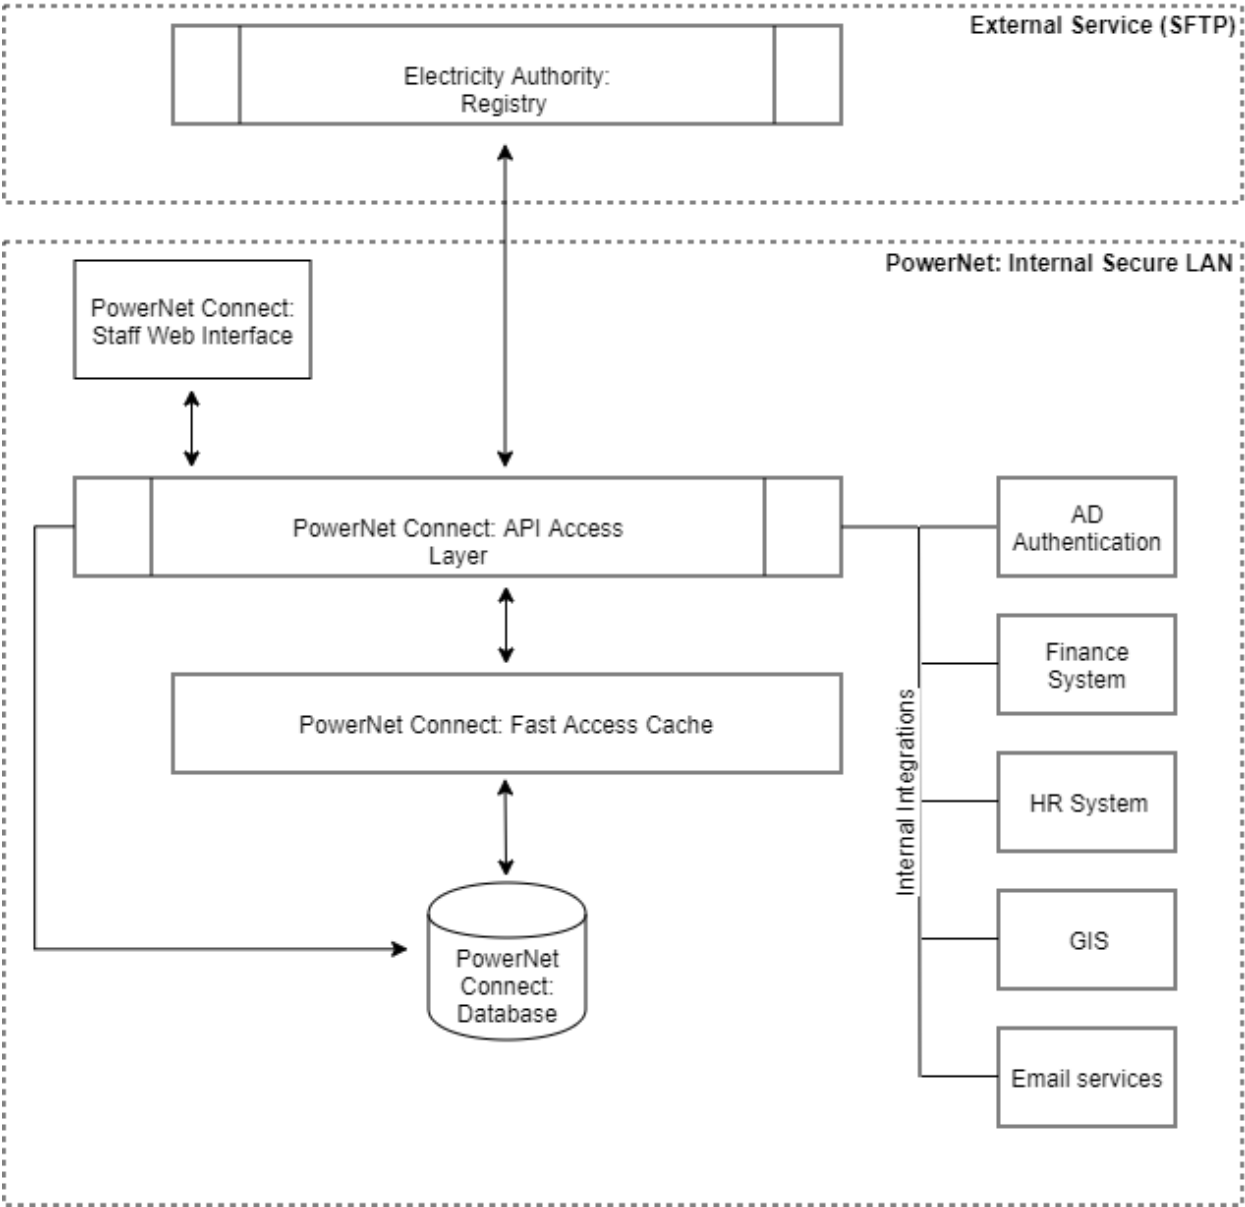 External Service (SFTP)
Electricity Authority:
Registry
PowerNet: Internal Secure LAN
PowerNet Connect:
Staff Web Interface
PowerNet Connect: API Access
Layer
AD
Authentication
Finance
System
PowerNet Connect: Fast Access Cache
Internal Integrations
HR System
GIS
PowerNet
Connect:
Database
Email services